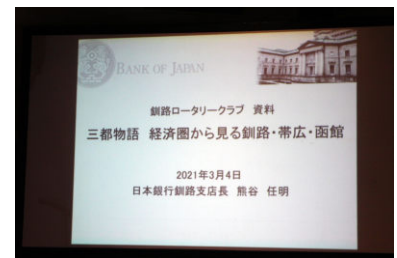 BANK OF JAPAN
釧路ロータリークラブ 資料
三都物語 経済圏から見る釧路・帯広・函館
2021年3月4日
日本銀行釧路支店長 熊谷 任明